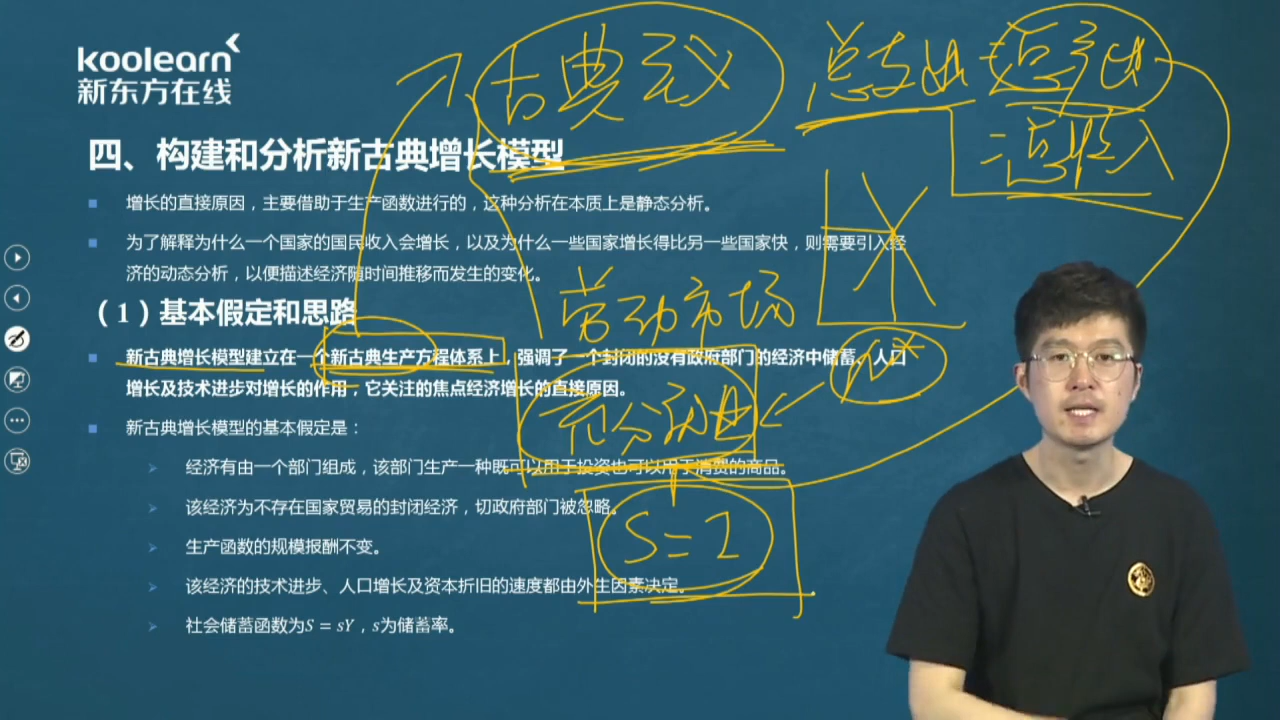 koolearn
新东方在线
古典主义
总支出 = 总产出
= 总收入
四、构建和分析新古典增长模型
增长的直接原因，主要借助于生产函数进行的，这种分析在本质上是静态分析。
为了解释为什么一个国家的国民收入会增长，以及为什么一些国家增长得比另一些国家快，则需要引入经
济的动态分析，以便描述经济随时间推移而发生的变化。
劳动市场
（1）基本假定和思路
新古典增长模型建立在一个新古典生产方程体系上，强调了一个封闭的没有政府部门的经济中储蓄、人口
增长及技术进步对增长的作用，它关注的焦点经济增长的直接原因。
充分就业
新古典增长模型的基本假定是：
经济有由一个部门组成，该部门生产一种既可以用于投资也可以用于消费的商品。
该经济为不存在国家贸易的封闭经济，切政府部门被忽略。
S=I
生产函数的规模报酬不变。
该经济的技术进步、人口增长及资本折旧的速度都由外生因素决定。
社会储蓄函数为S = sY，s为储蓄率。